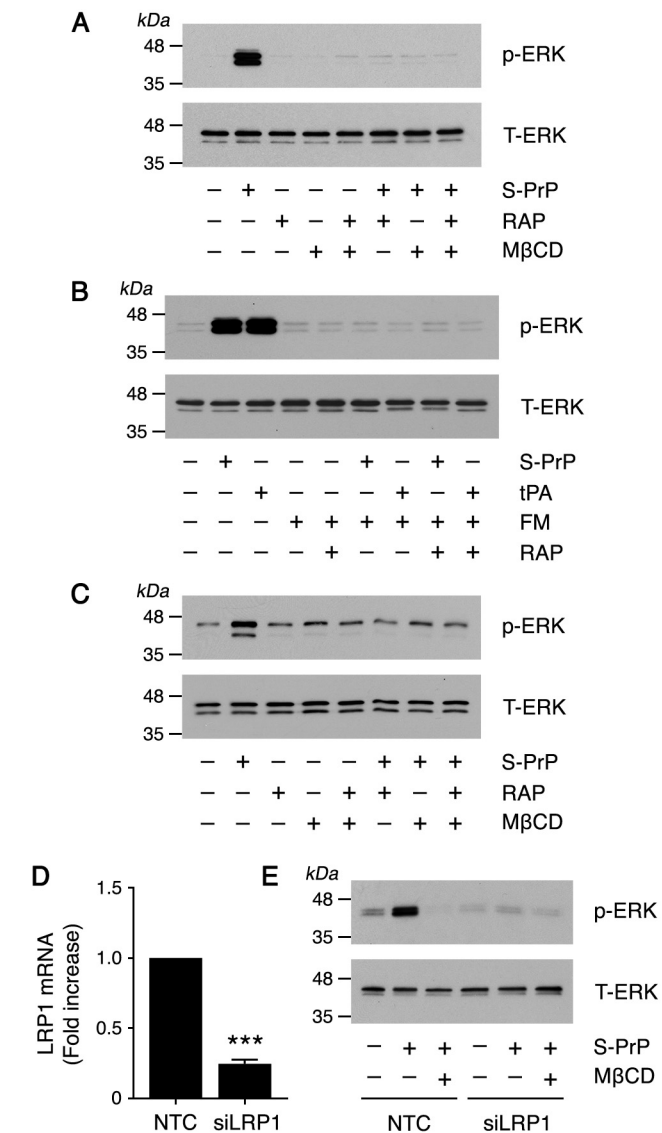 A
kDa
48
35
p-ERK
48
35
T-ERK
− + − − − + + + S-PrP
− − + − + + − + RAP
− − − + + − + + MβCD
B
kDa
48
35
p-ERK
48
35
T-ERK
− + − − − + − + − S-PrP
− − + − − − + − + tPA
− − − + + + + + + FM
− − − − + − − + + RAP
C
kDa
48
35
p-ERK
48
35
T-ERK
− + − − − + + + S-PrP
− − + − + + − + RAP
− − − + + − + + MβCD
D
1.5
1.0
0.5
0
LRP1 mRNA
(Fold increase)
***
NTC siLRP1
E
kDa
48
35
p-ERK
48
35
T-ERK
− + + − + + S-PrP
− − + − − + MβCD
NTC siLRP1